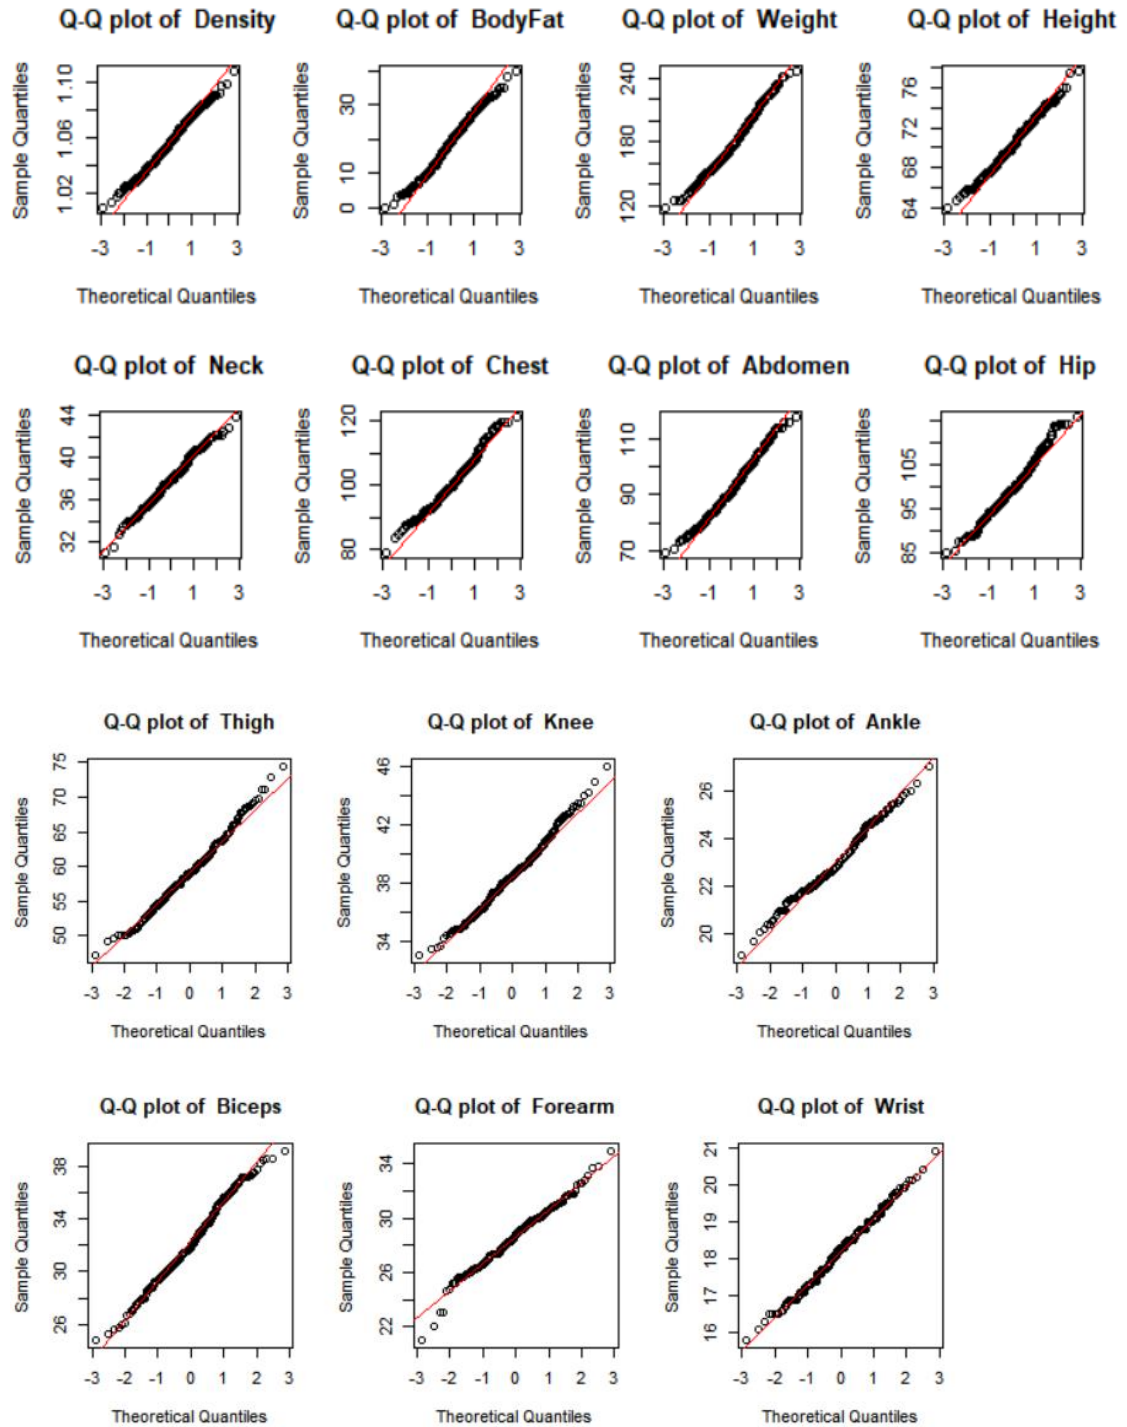 Q-Q plot of Density Q-Q plot of BodyFat Q-Q plot of Weight Q-Q plot of Height
Sample Quantiles Sample Quantiles Sample Quantiles Sample Quantiles
1.02 1.06 1.10
0 10 30
120 180 240
64 68 72 76
-3 -1 1 3 -3 -1 1 3 -3 -1 1 3 -3 -1 1 3
Theoretical Quantiles Theoretical Quantiles Theoretical Quantiles Theoretical Quantiles
Q-Q plot of Neck Q-Q plot of Chest Q-Q plot of Abdomen Q-Q plot of Hip
Sample Quantiles Sample Quantiles Sample Quantiles Sample Quantiles
32 36 40 44
80 100 120
70 90 110
85 95 105
-3 -1 1 3 -3 -1 1 3 -3 -1 1 3 -3 -1 1 3
Theoretical Quantiles Theoretical Quantiles Theoretical Quantiles Theoretical Quantiles
Q-Q plot of Thigh Q-Q plot of Knee Q-Q plot of Ankle
Sample Quantiles Sample Quantiles Sample Quantiles
50 55 60 65 70 75
34 38 42 46
20 22 24 26
-3 -2 -1 0 1 2 3 -3 -2 -1 0 1 2 3 -3 -2 -1 0 1 2 3
Theoretical Quantiles Theoretical Quantiles Theoretical Quantiles
Q-Q plot of Biceps Q-Q plot of Forearm Q-Q plot of Wrist
Sample Quantiles Sample Quantiles Sample Quantiles
26 30 34 38
22 26 30 34
16 17 18 19 20 21
-3 -2 -1 0 1 2 3 -3 -2 -1 0 1 2 3 -3 -2 -1 0 1 2 3
Theoretical Quantiles Theoretical Quantiles Theoretical Quantiles